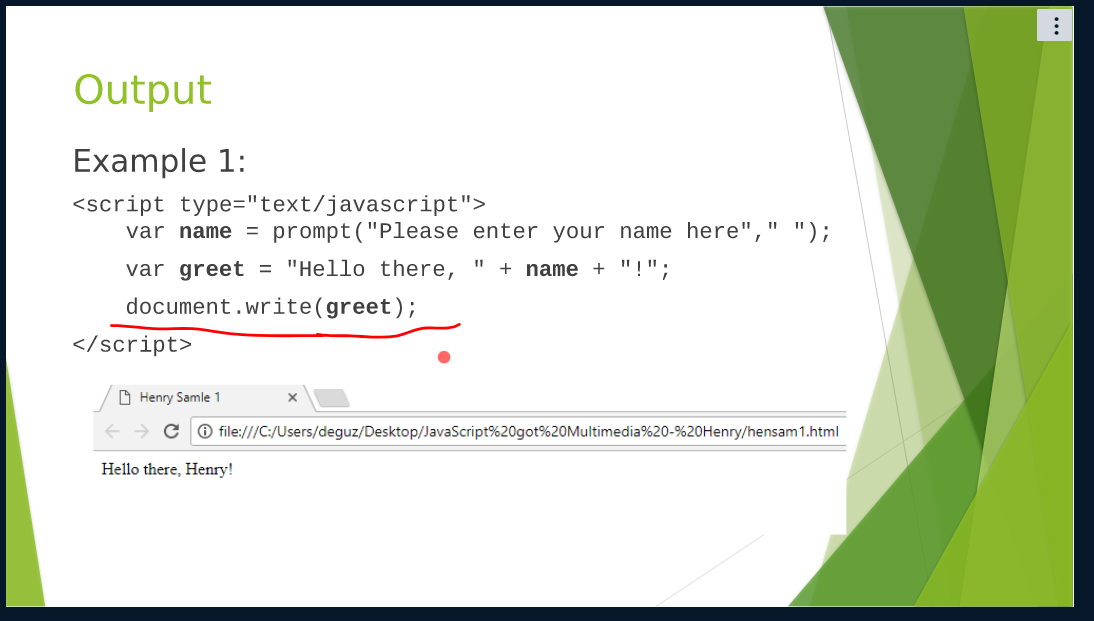 Output
Example 1:
<script type="text/javascript">
var name = prompt("Please enter your name here"," ");
var greet = "Hello there, " + name + "!";
document.write(greet);
</script>
Henry Samle 1
file:///C:/Users/deguz/Desktop/JavaScript%20got%20Multimedia%20-%20Henry/hensam1.html
Hello there, Henry!